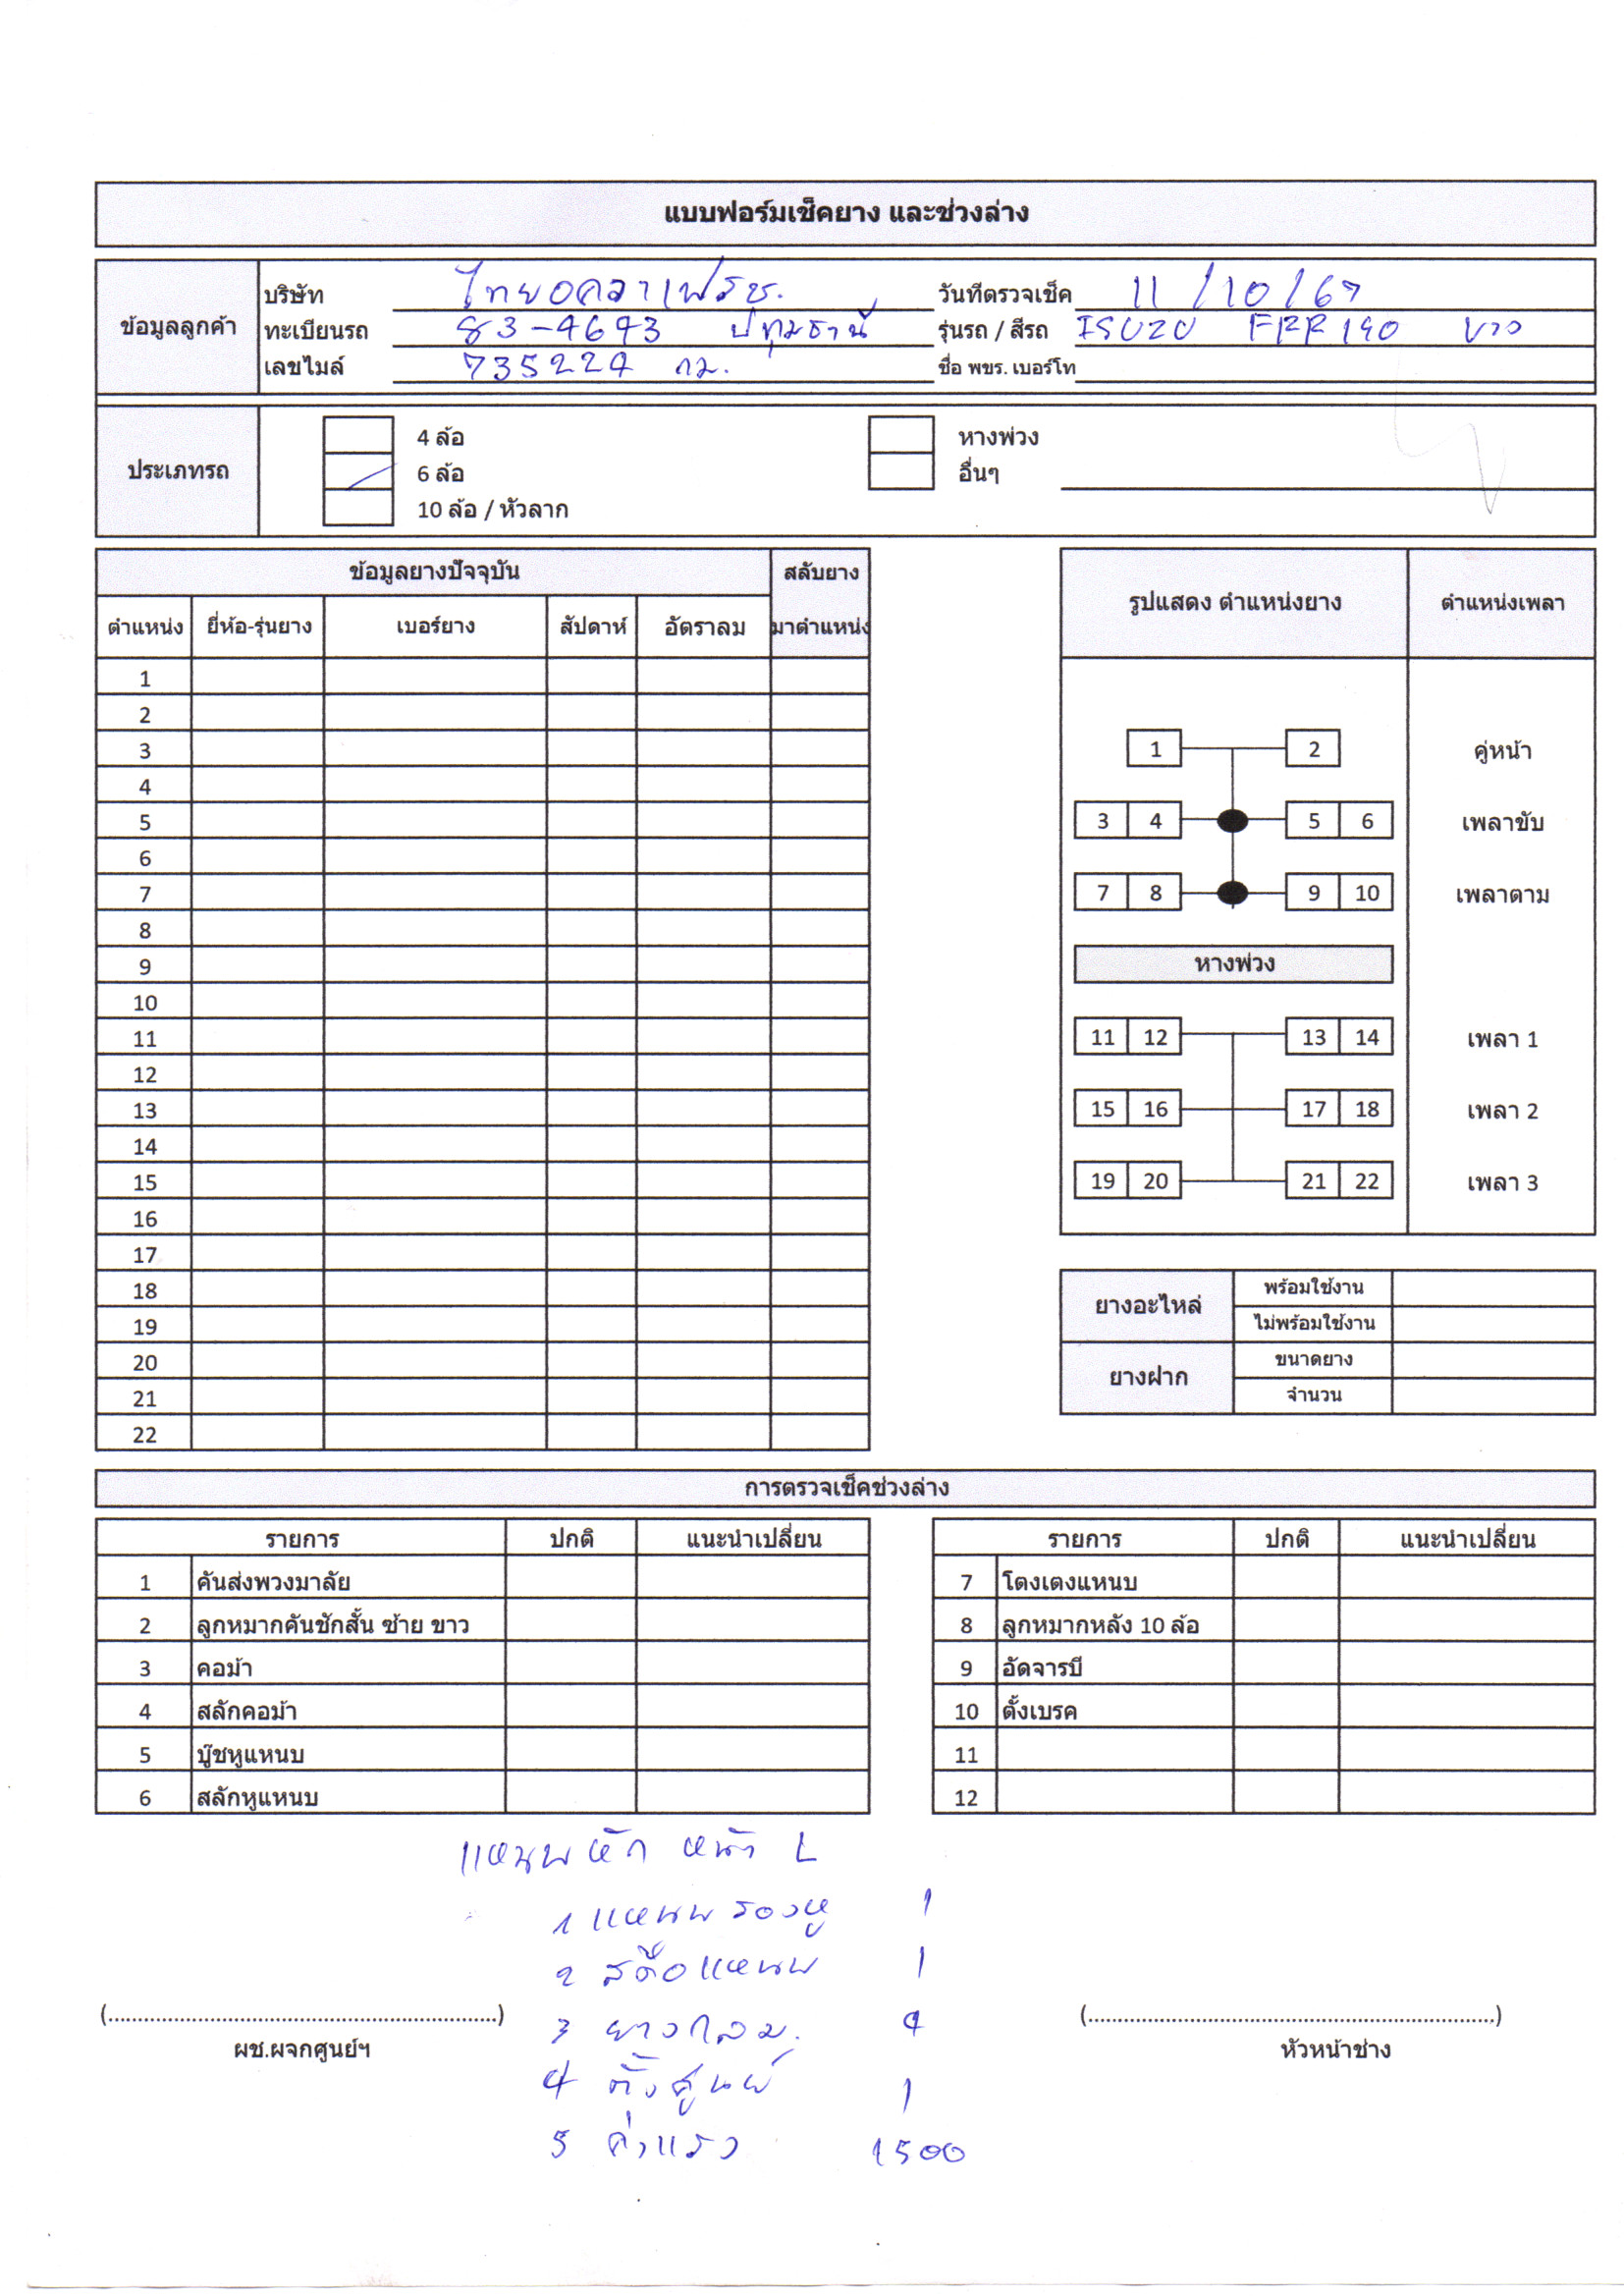 แบบฟอร์มเช็คยาง และช่วงล่าง
ข้อมูลลูกค้า
บริษัท ไทยอคลาเฟรช. วันทีตรวจเช็ค 11/10/67
ทะเบียนรถ 83-4643 ปทุมธานี รุ่นรถ / สีรถ ISUZU FRR 190 ขาว
เลขไมล์ 735224 กม. ชื่อ พขร. เบอร์โท
ประเภทรถ
4 ล้อ หางพ่วง
6 ล้อ อื่นๆ
10 ล้อ / หัวลาก
ข้อมูลยางปัจจุบัน สลับยาง
ตำแหน่ง ยี่ห้อ-รุ่นยาง เบอร์ยาง สัปดาห์ อัตราลม มาตำแหน่ง
1
2
3
4
5
6
7
8
9
10
11
12
13
14
15
16
17
18
19
20
21
22
รูปแสดง ตำแหน่งยาง ตำแหน่งเพลา
1 2 คู่หน้า
3 4 5 6 เพลาขับ
7 8 9 10 เพลาตาม
หางพ่วง
11 12 13 14 เพลา 1
15 16 17 18 เพลา 2
19 20 21 22 เพลา 3
ยางอะไหล่ พร้อมใช้งาน
ไม่พร้อมใช้งาน
ยางฝาก ขนาดยาง
จำนวน
การตรวจเช็คช่วงล่าง
รายการ ปกติ แนะนำเปลี่ยน รายการ ปกติ แนะนำเปลี่ยน
1 คันส่งพวงมาลัย 7 โตงเตงแหนบ
2 ลูกหมากคันชักสั้น ซ้าย ขาว 8 ลูกหมากหลัง 10 ล้อ
3 คอม้า 9 อัดจารบี
4 สลักคอม้า 10 ตั้งเบรค
5 บู๊ชหูแหนบ 11
6 สลักหูแหนบ 12
แหนบหัก หน้า L
1 แหนบรองหู 1
2 สดือแหนบ 1
3 ยางกลม. 4
4 ตั้งศูนย์ 1
5 ค่าแรง 1500
(....................................................................)
ผช.ผจกศูนย์ฯ
(....................................................................)
หัวหน้าช่าง